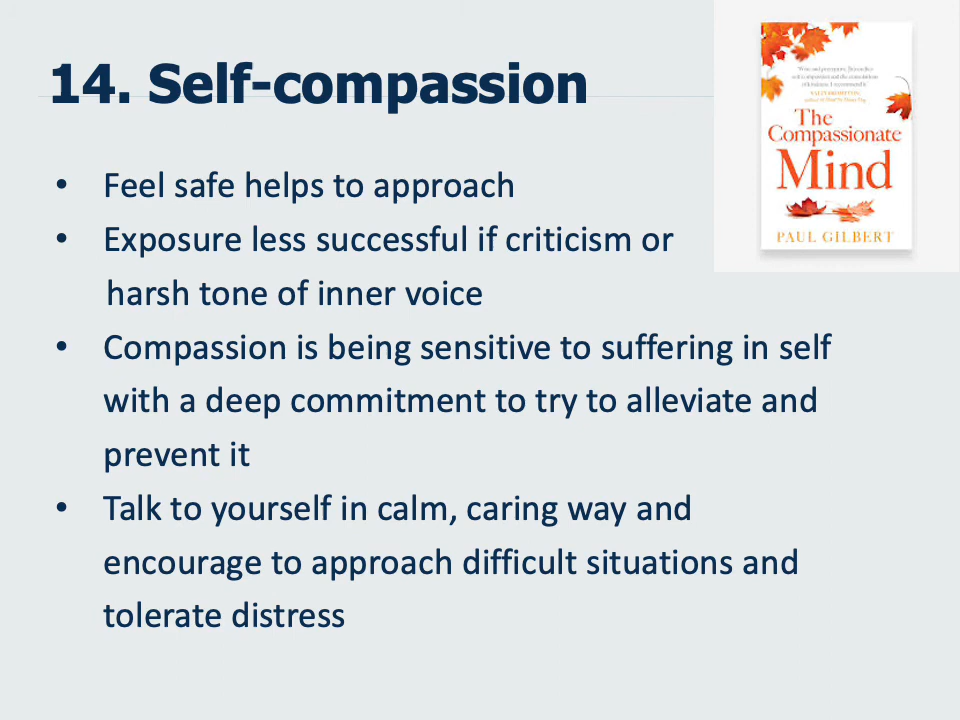 14. Self-compassion
• Feel safe helps to approach
• Exposure less successful if criticism or
harsh tone of inner voice
• Compassion is being sensitive to suffering in self
with a deep commitment to try to alleviate and
prevent it
• Talk to yourself in calm, caring way and
encourage to approach difficult situations and
tolerate distress
The
Compassionate
Mind
PAUL GILBERT